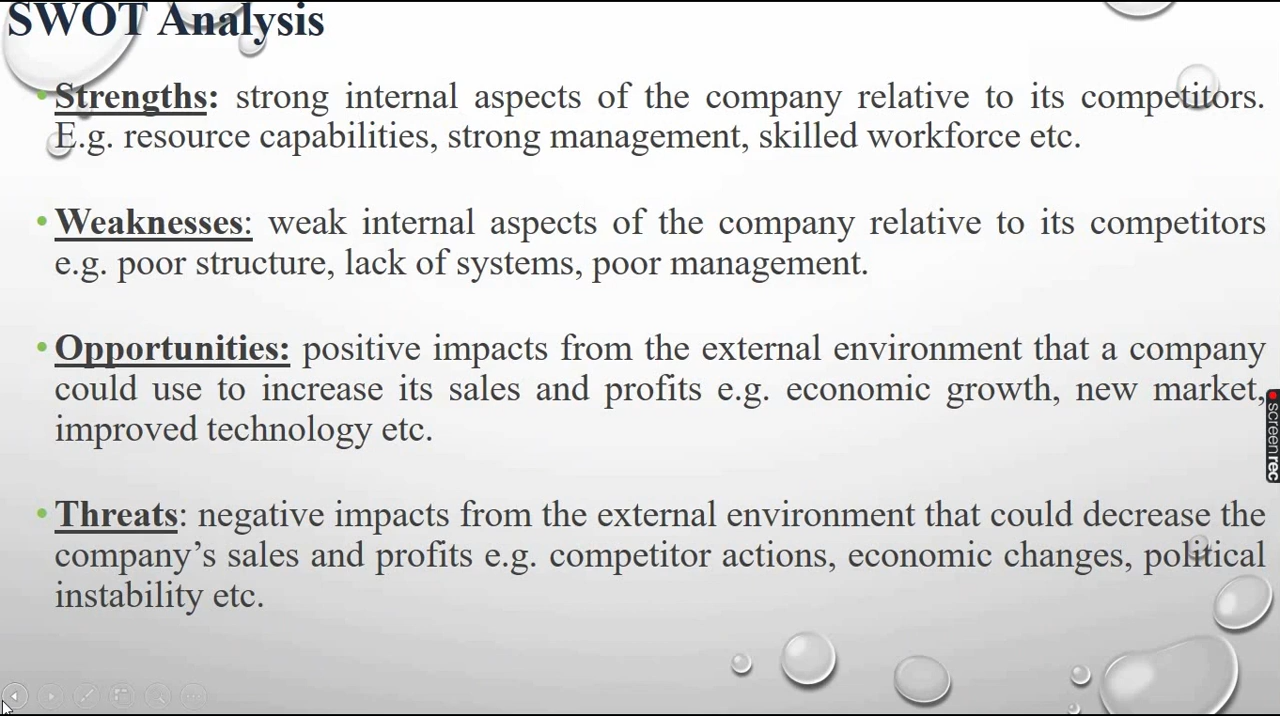 SWOT Analysis
• Strengths: strong internal aspects of the company relative to its competitors.
E.g. resource capabilities, strong management, skilled workforce etc.
• Weaknesses: weak internal aspects of the company relative to its competitors
e.g. poor structure, lack of systems, poor management.
• Opportunities: positive impacts from the external environment that a company
could use to increase its sales and profits e.g. economic growth, new market,
improved technology etc.
• Threats: negative impacts from the external environment that could decrease the
company’s sales and profits e.g. competitor actions, economic changes, political
instability etc.
screenrec